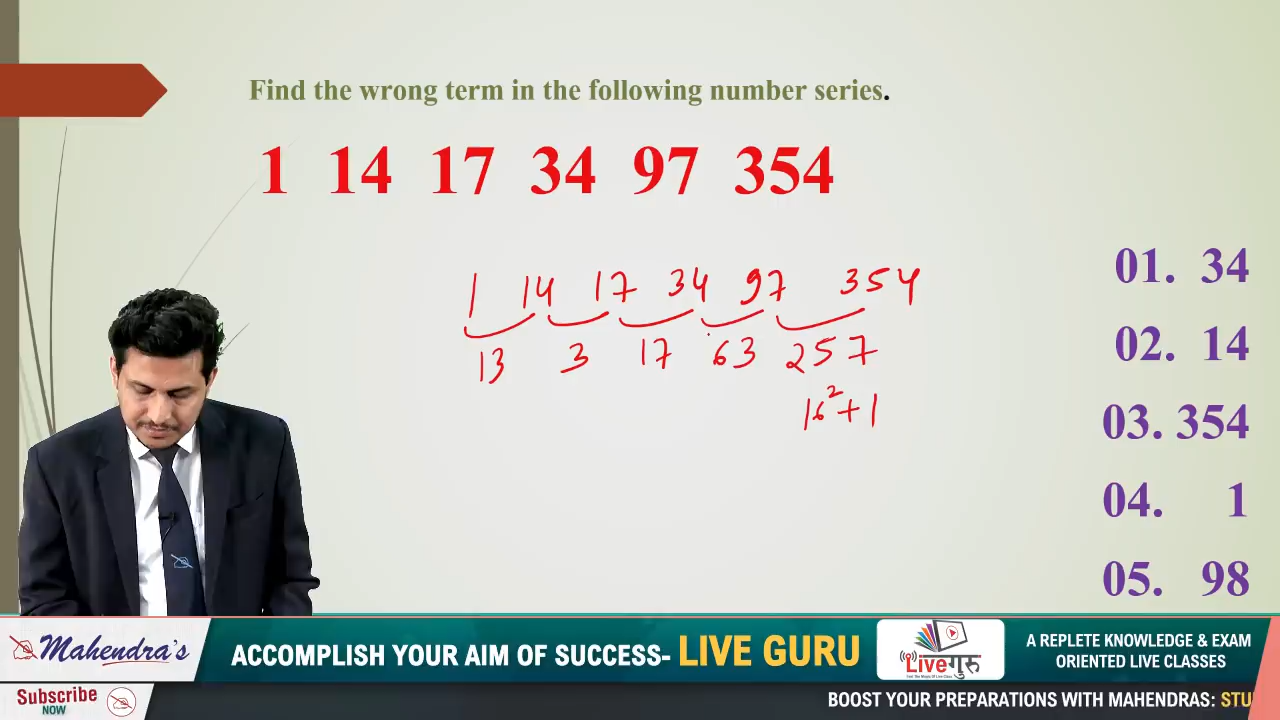 Find the wrong term in the following number series.
1 14 17 34 97 354
1 14 17 34 97 354
13 3 17 63 257
16²+1
01. 34
02. 14
03. 354
04. 1
05. 98
Mahendra's
ACCOMPLISH YOUR AIM OF SUCCESS- LIVE GURU
Liveगुरु
A REPLETE KNOWLEDGE & EXAM
ORIENTED LIVE CLASSES
Subscribe
NOW
BOOST YOUR PREPARATIONS WITH MAHENDRAS: STU